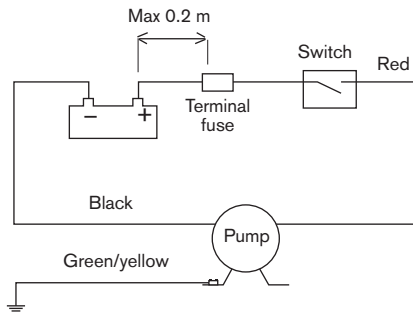 Max 0.2 m
Switch
Red
− +
Terminal
fuse
Black
Pump
Green/yellow